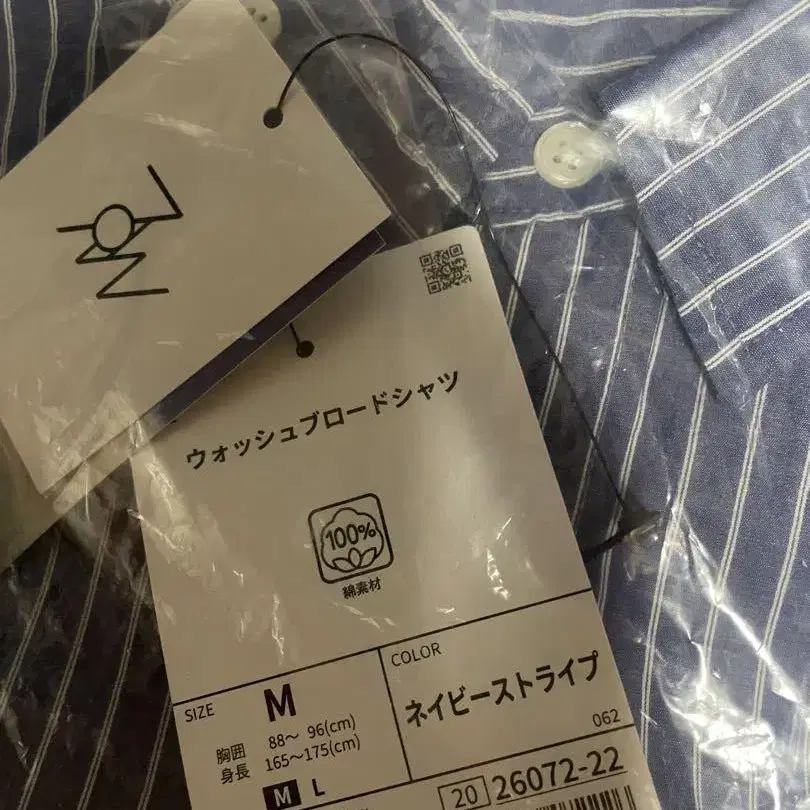 ウォッシュブロードシャツ
100%
綿素材
SIZE
M
胸囲 88〜 96(cm)
身長 165〜175(cm)
M L
COLOR
ネイビーストライプ
062
20 26072-22